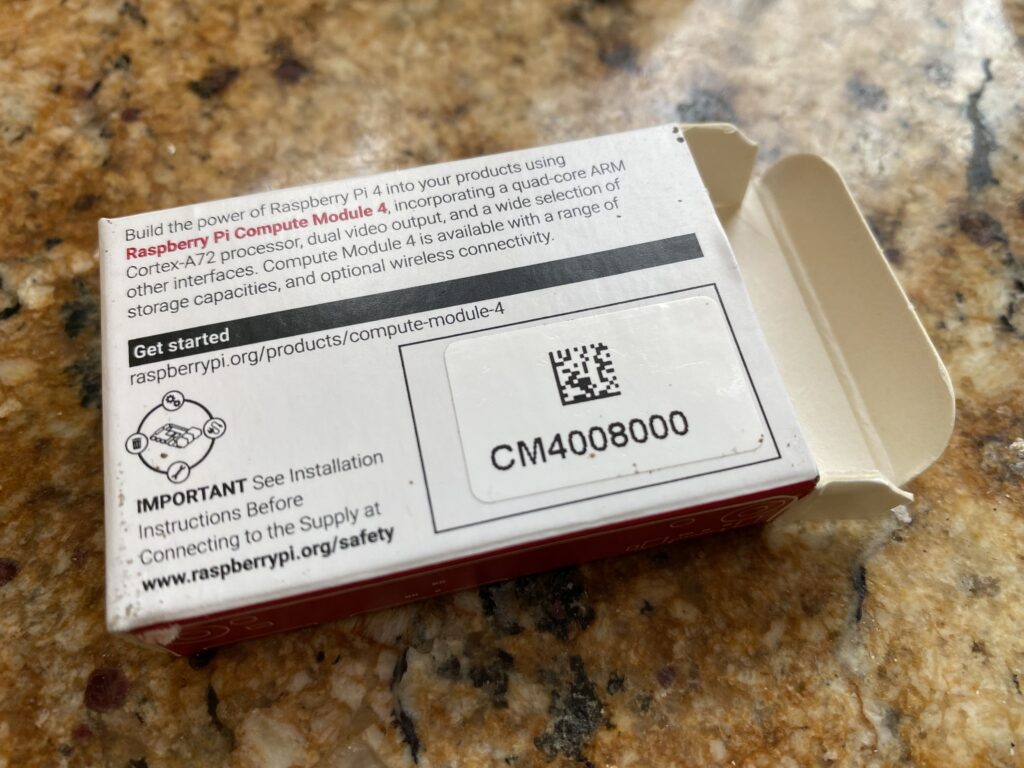 Build the power of Raspberry Pi 4 into your products using
Raspberry Pi Compute Module 4, incorporating a quad-core ARM
Cortex-A72 processor, dual video output, and a wide selection of
other interfaces. Compute Module 4 is available with a range of
storage capacities, and optional wireless connectivity.
Get started
raspberrypi.org/products/compute-module-4
CM4008000
IMPORTANT See Installation
Instructions Before
Connecting to the Supply at
www.raspberrypi.org/safety